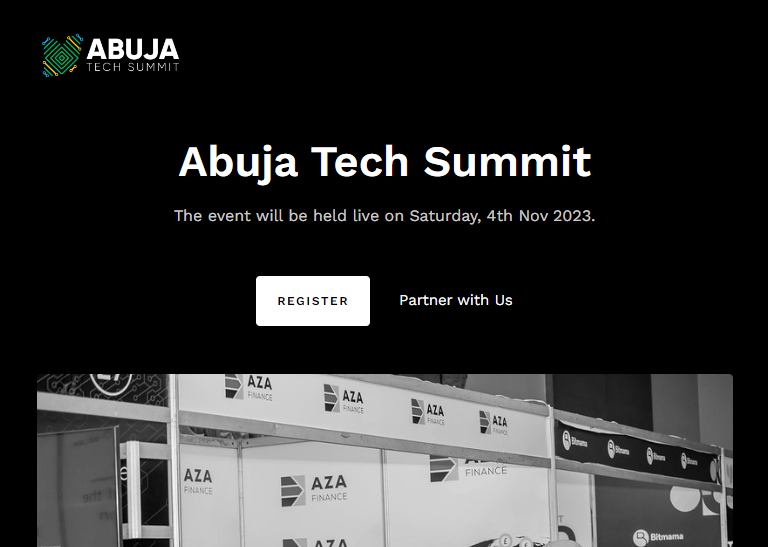 ABUJA
TECH SUMMIT
Abuja Tech Summit
The event will be held live on Saturday, 4th Nov 2023.
REGISTER
Partner with Us
AZA
FINANCE
AZA
FINANCE
AZA
FINANCE
AZA
FINANCE
Bitmama
Bitmama
Bitmama
Bitmama
AZA
FINANCE
AZA
FINANCE
FINANCE
AZA
Bitmama